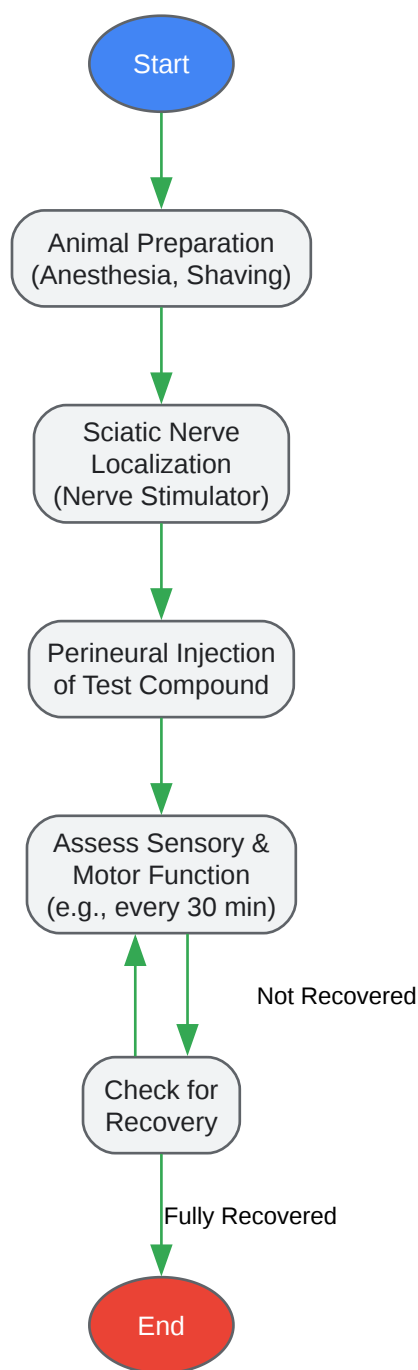 Start
Animal Preparation
(Anesthesia, Shaving)
Sciatic Nerve
Localization
(Nerve Stimulator)
Perineural Injection
of Test Compound
Assess Sensory &
Motor Function
(e.g., every 30 min)
Not Recovered
Check for
Recovery
Fully Recovered
End